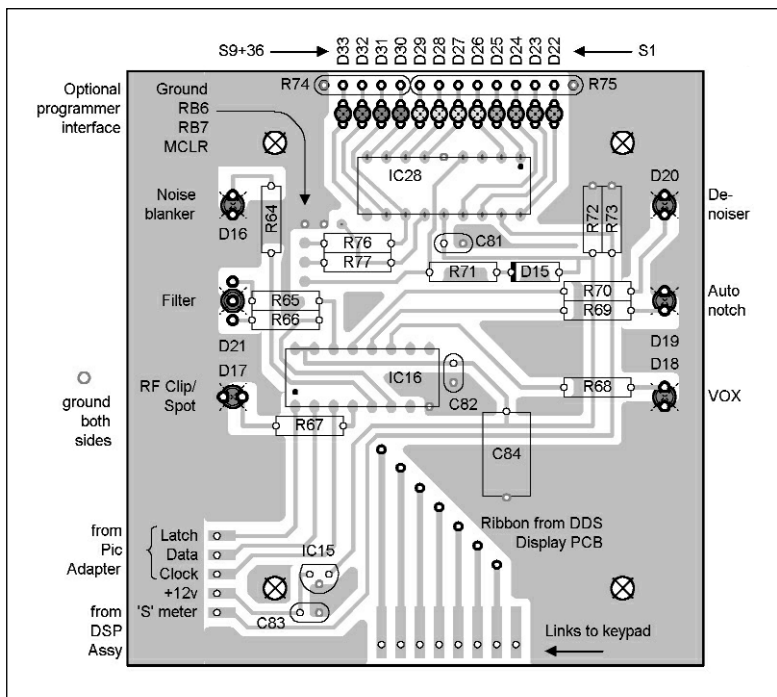 S9+36
D33
D32
D31
D30
D29
D28
D27
D26
D25
D24
D23
D22
S1
R74
R75
Optional
programmer
interface
Ground
RB6
RB7
MCLR
IC28
Noise
blanker
D16
R64
R72
R73
D20
De-
noiser
R76
R77
C81
R71
D15
Filter
R65
R66
R70
R69
Auto
notch
D21
D17
D19
D18
RF Clip/
Spot
IC16
C82
R68
VOX
ground
both
sides
R67
C84
from
Pic
Adapter
Latch
Data
Clock
+12v
'S' meter
from
DSP
Assy
IC15
C83
Ribbon from DDS
Display PCB
Links to keypad